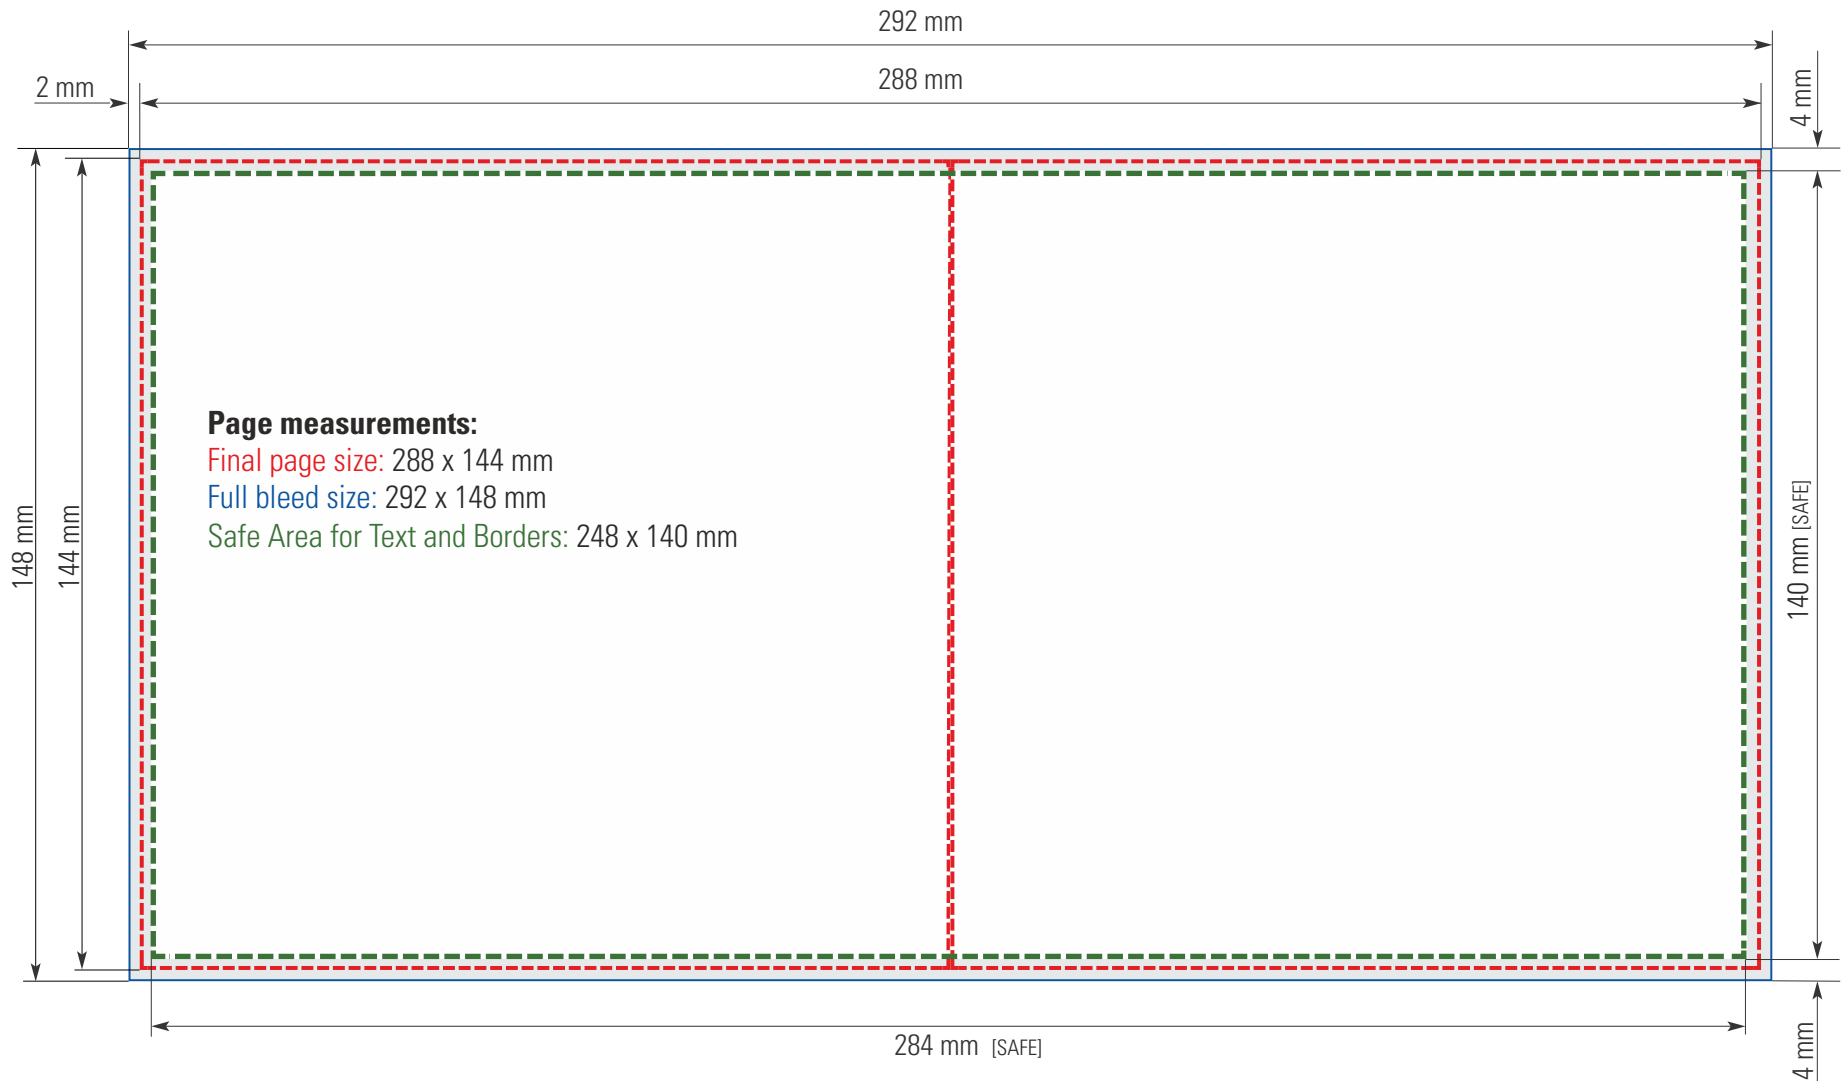 292 mm
288 mm
2 mm
4 mm
148 mm
144 mm
Page measurements:
Final page size: 288 x 144 mm
Full bleed size: 292 x 148 mm
Safe Area for Text and Borders: 248 x 140 mm
140 mm [SAFE]
284 mm [SAFE]
4 mm